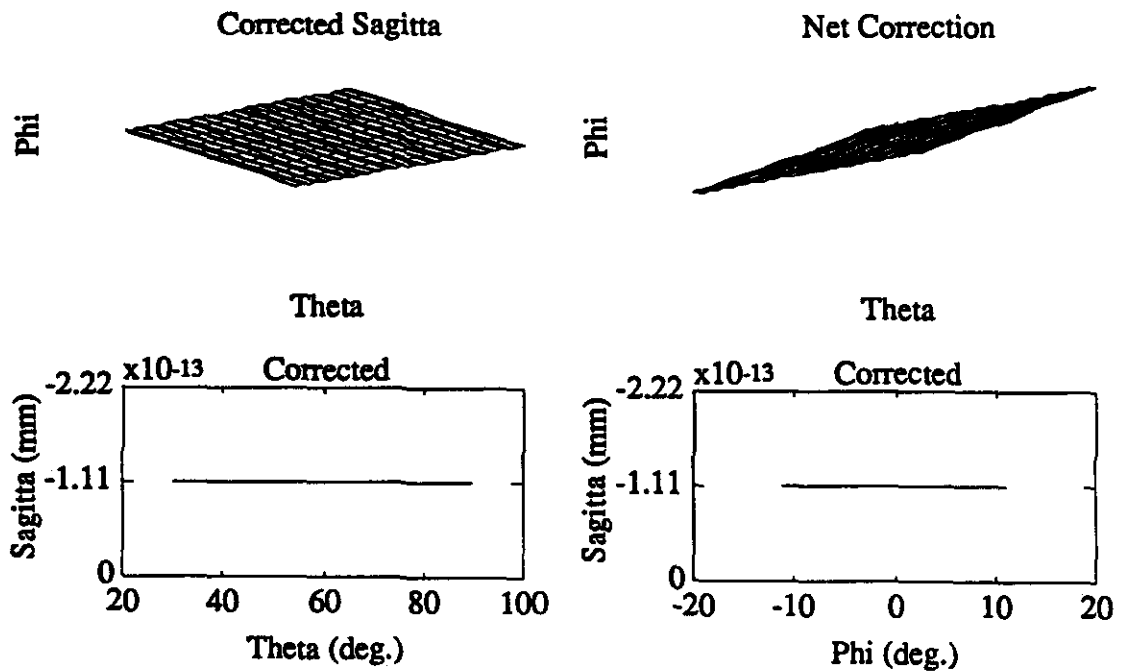 Corrected Sagitta
Phi
Theta
Net Correction
Phi
Theta
x10-13 Corrected
Sagitta (mm)
-2.22
-1.11
0
20 40 60 80 100
Theta (deg.)
x10-13 Corrected
Sagitta (mm)
-2.22
-1.11
0
-20 -10 0 10 20
Phi (deg.)